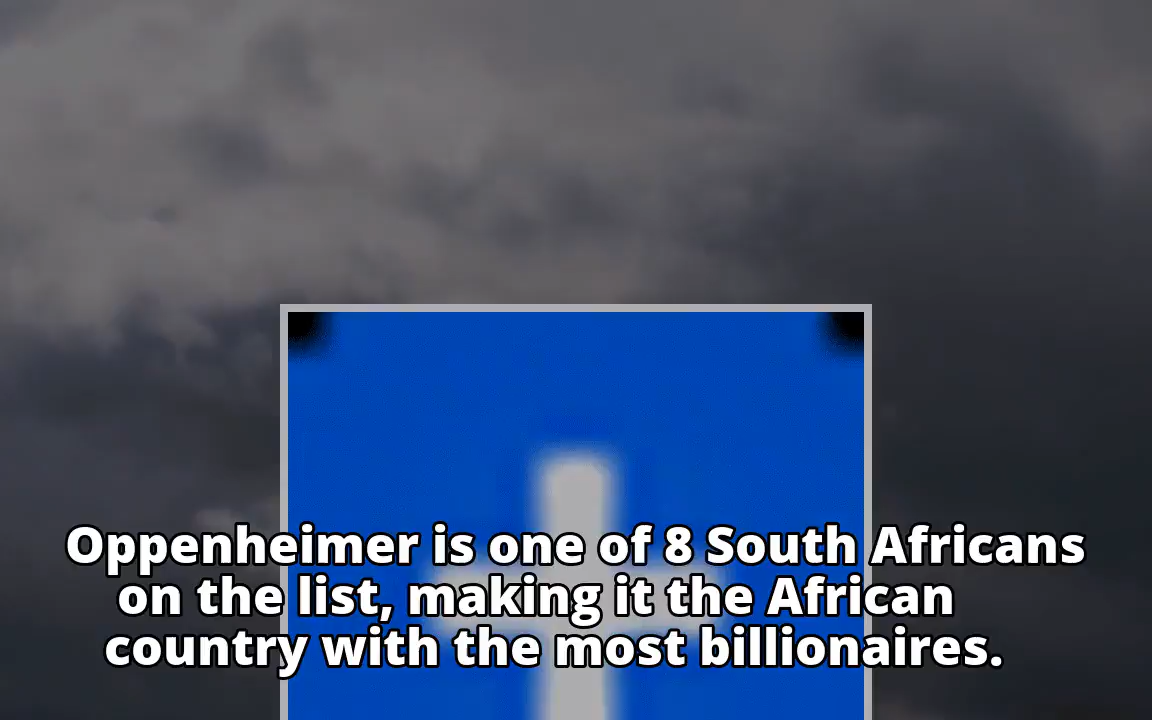 Oppenheimer is one of 8 South Africans
on the list, making it the African
country with the most billionaires.